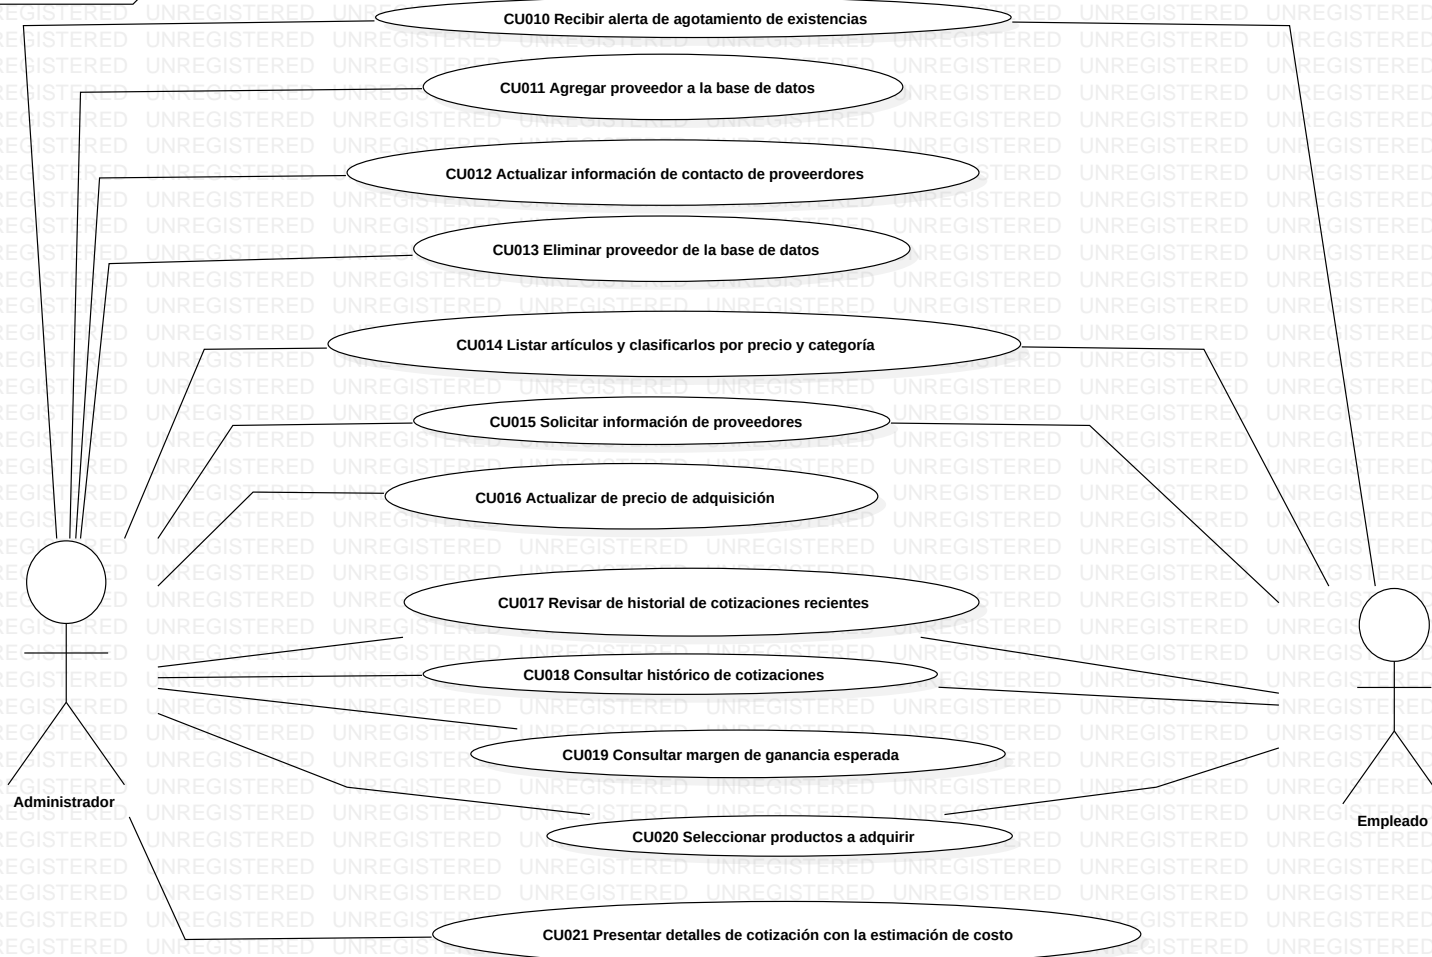 CU010 Recibir alerta de agotamiento de existencias
CU011 Agregar proveedor a la base de datos
CU012 Actualizar información de contacto de proveerdores
CU013 Eliminar proveedor de la base de datos
CU014 Listar artículos y clasificarlos por precio y categoría
CU015 Solicitar información de proveedores
CU016 Actualizar de precio de adquisición
CU017 Revisar de historial de cotizaciones recientes
CU018 Consultar histórico de cotizaciones
CU019 Consultar margen de ganancia esperada
Administrador
Empleado
CU020 Seleccionar productos a adquirir
CU021 Presentar detalles de cotización con la estimación de costo
UNREGISTERED